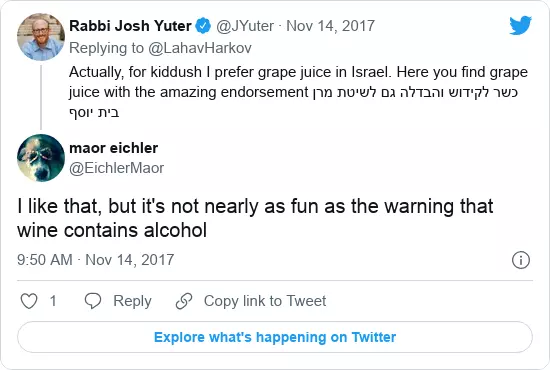 Rabbi Josh Yuter @JYuter · Nov 14, 2017
Replying to @LahavHarkov
Actually, for kiddush I prefer grape juice in Israel. Here you find grape
juice with the amazing endorsement כשר לקידוש והבדלה גם לשיטת מרן
בית יוסף
maor eichler
@EichlerMaor
I like that, but it's not nearly as fun as the warning that
wine contains alcohol
9:50 AM · Nov 14, 2017
1 Reply Copy link to Tweet
Explore what's happening on Twitter